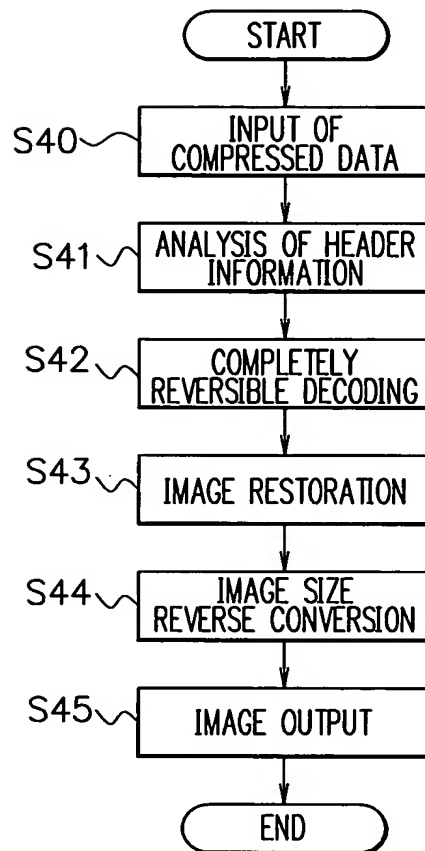 START
S40
INPUT OF
COMPRESSED DATA
S41
ANALYSIS OF HEADER
INFORMATION
S42
COMPLETELY
REVERSIBLE DECODING
S43
IMAGE RESTORATION
S44
IMAGE SIZE
REVERSE CONVERSION
S45
IMAGE OUTPUT
END